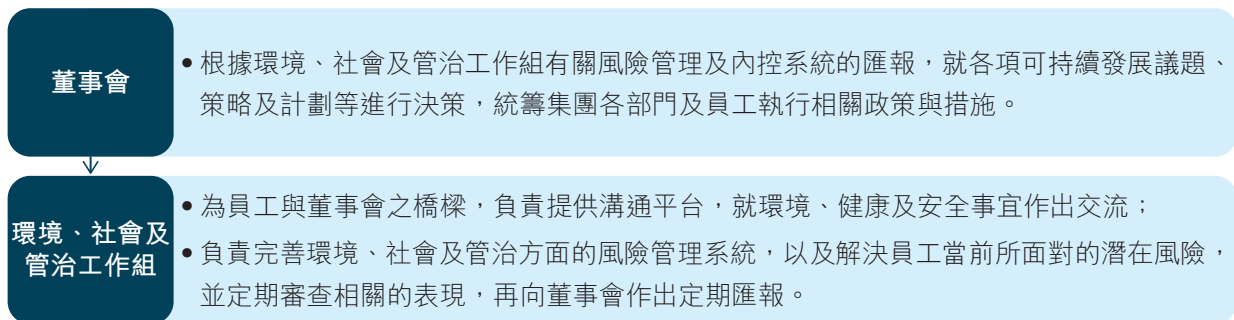 董事會
• 根據環境、社會及管治工作組有關風險管理及內控系統的匯報，就各項可持續發展議題、
策略及計劃等進行決策，統籌集團各部門及員工執行相關政策與措施。
環境、社會及
管治工作組
• 為員工與董事會之橋樑，負責提供溝通平台，就環境、健康及安全事宜作出交流；
• 負責完善環境、社會及管治方面的風險管理系統，以及解決員工當前所面對的潛在風險，
並定期審查相關的表現，再向董事會作出定期匯報。